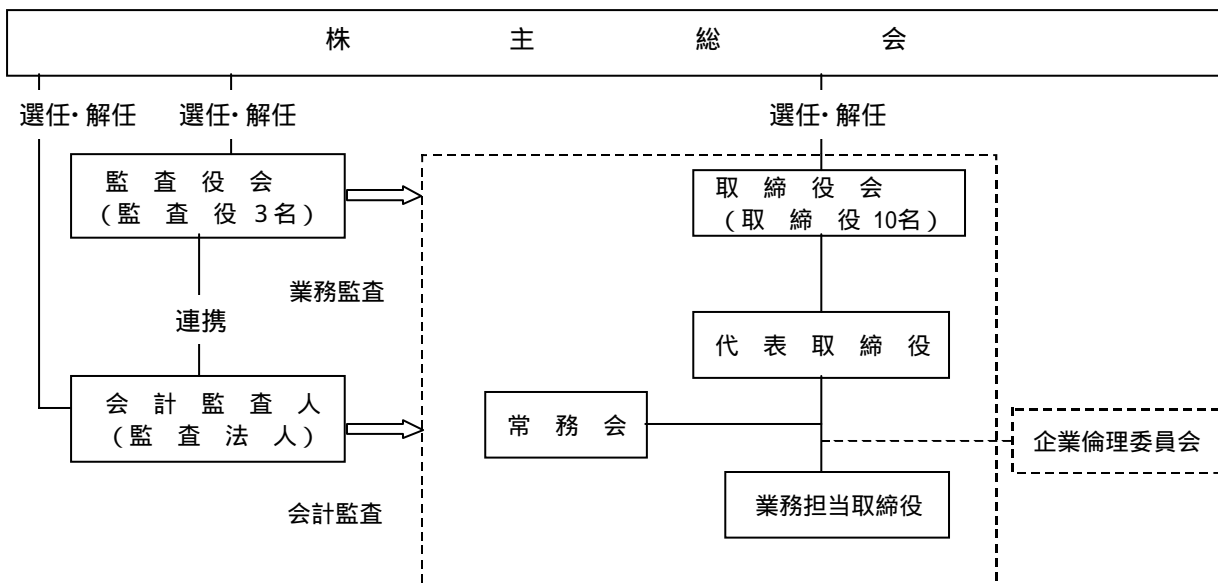 株主総会
選任・解任 選任・解任 選任・解任
監査役会
(監査役 3名)
取締役会
(取締役 10名)
業務監査
連携
代表取締役
会計監査人
(監査法人)
常務会
企業倫理委員会
業務担当取締役
会計監査